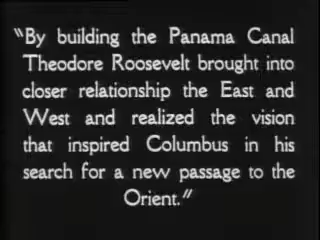 "By building the Panama Canal
Theodore Roosevelt brought into
closer relationship the East and
West and realized the vision
that inspired Columbus in his
search for a new passage to the
Orient."